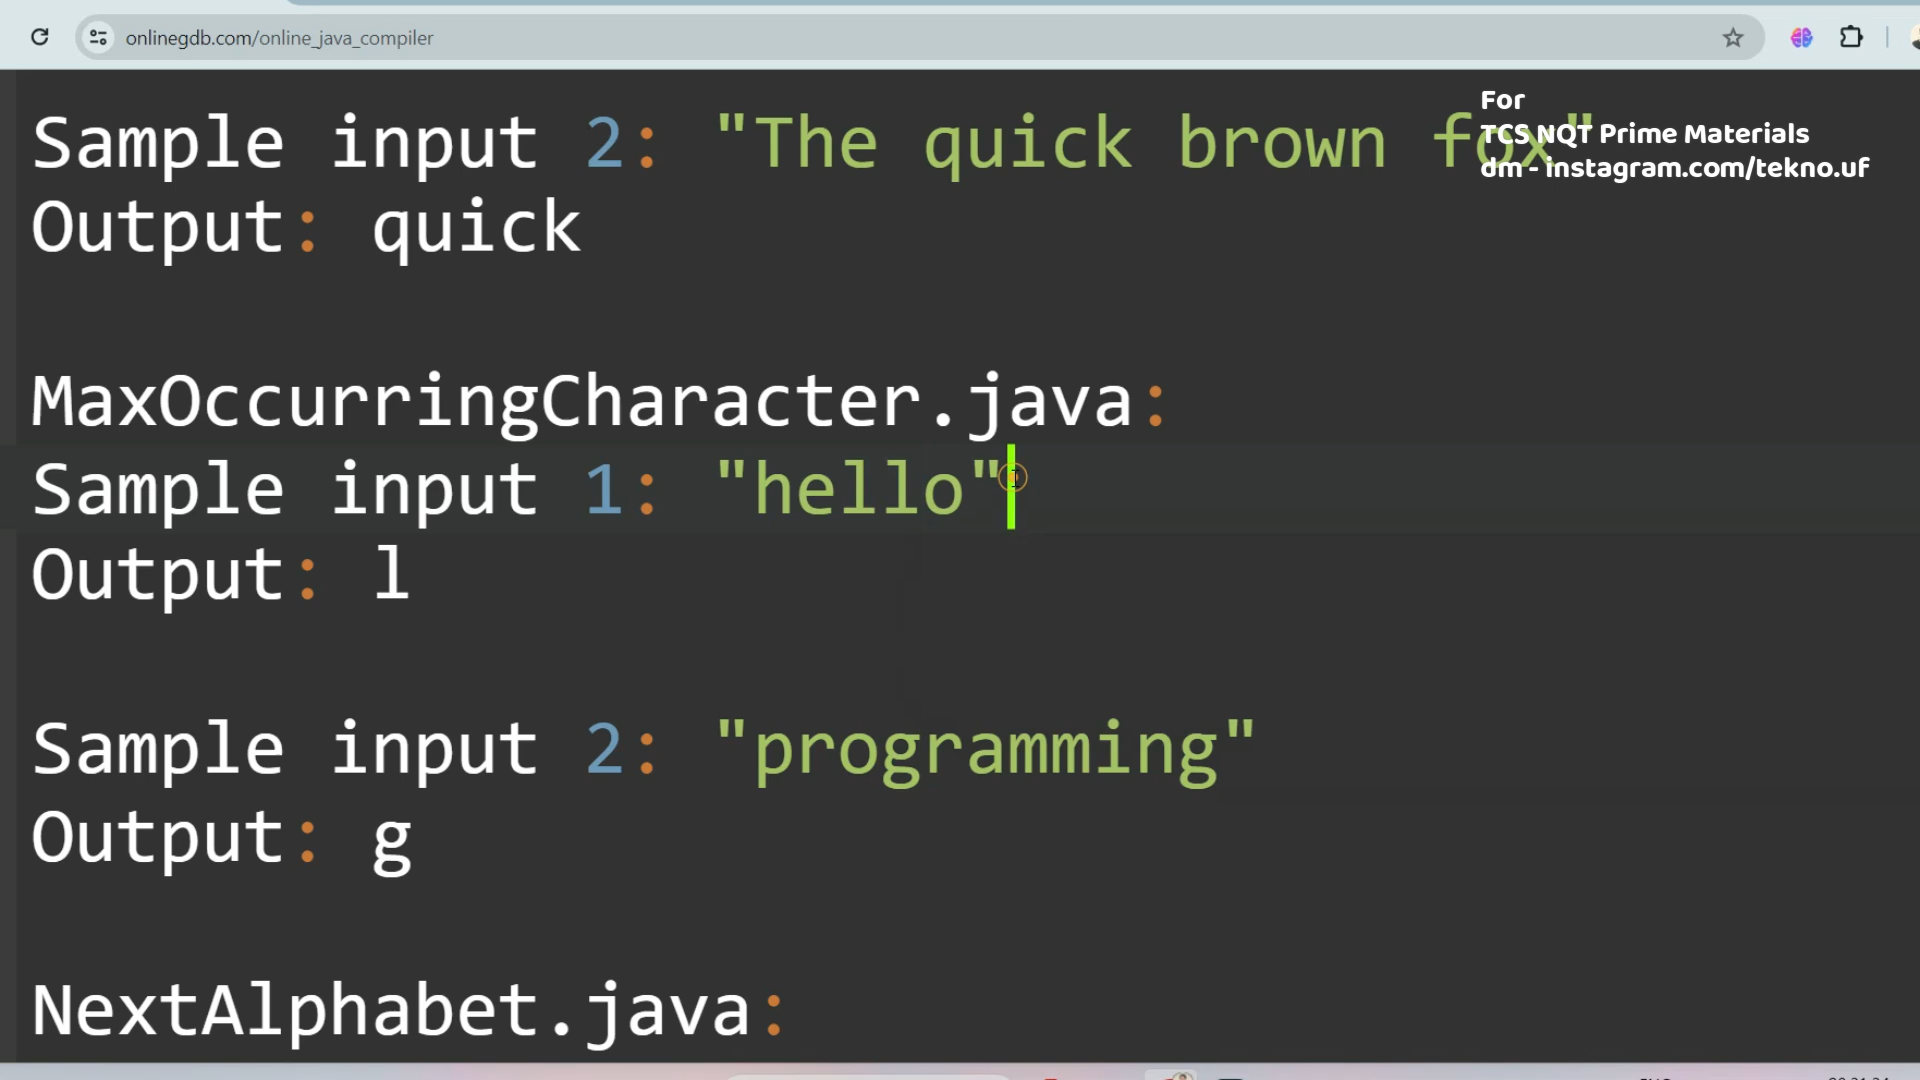 onlinegdb.com/online_java_compiler
For
TCS NQT Prime Materials
dm - instagram.com/tekno.uf
Sample input 2: "The quick brown fox"
Output: quick
MaxOccurringCharacter.java:
Sample input 1: "hello"
Output: l
Sample input 2: "programming"
Output: g
NextAlphabet.java: